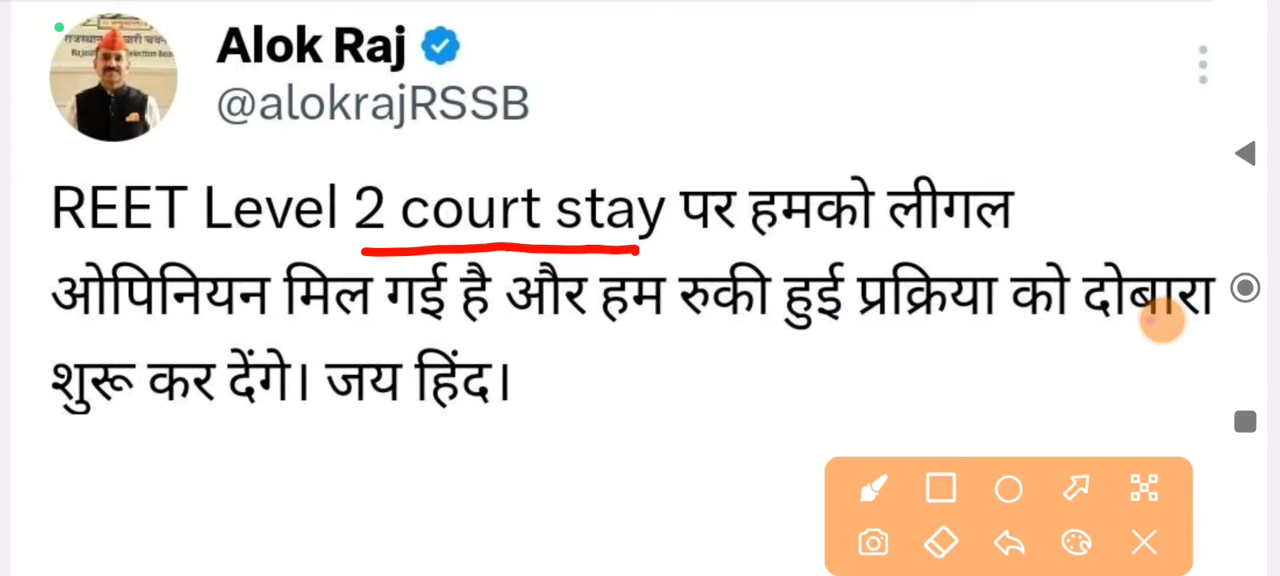 Alok Raj
@alokrajRSSB
REET Level 2 court stay पर हमको लीगल
ओपिनियन मिल गई है और हम रुकी हुई प्रक्रिया को दोबारा
शुरू कर देंगे। जय हिंद।